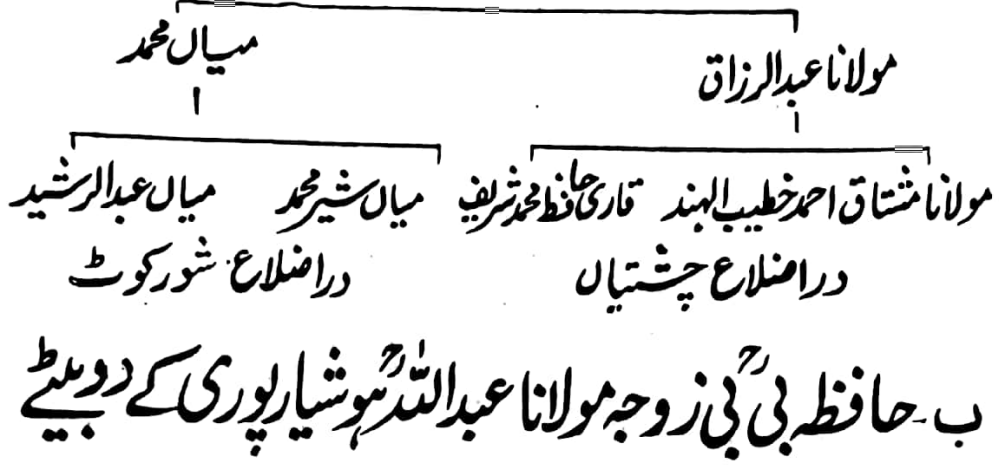 مولانا عبدالرزاق میاں محمد
مولانا مشتاق احمد خطیب الہند قاری حافظ محمد شریف میاں شیر محمد میاں عبدالرشید
در اضلاع چشتیاں در اضلاع شورکوٹ
ب۔ حافظہ بی بیؒ زوجہ مولانا عبداللہؒ ہوشیارپوری کے دو بیٹے